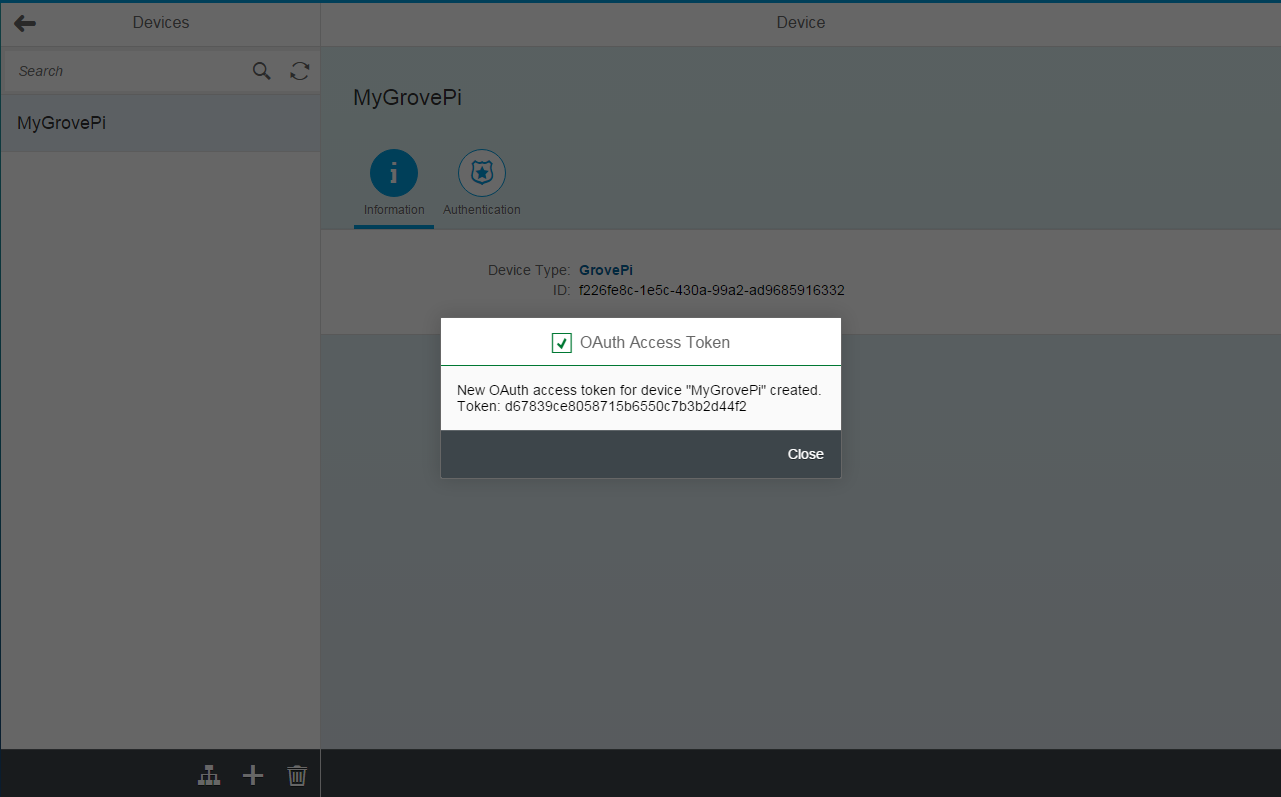 Devices
Device
Search
MyGrovePi
MyGrovePi
Information
Authentication
Device Type: GrovePi
ID: f226fe8c-1e5c-430a-99a2-ad9685916332
OAuth Access Token
New OAuth access token for device "MyGrovePi" created.
Token: d67839ce8058715b6550c7b3b2d44f2
Close